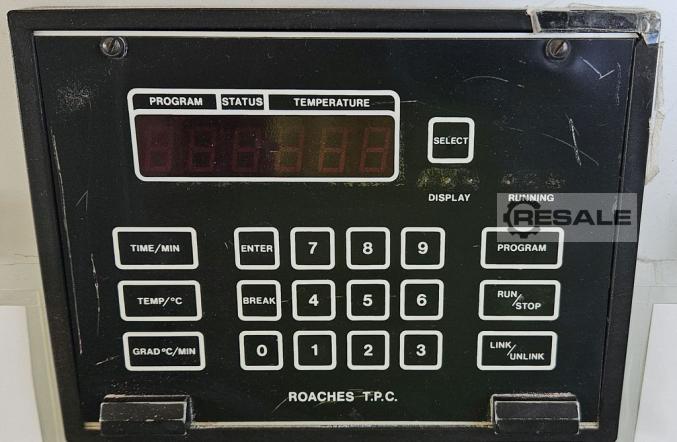 PROGRAM STATUS TEMPERATURE
SELECT
DISPLAY RUNNING
RESALE
TIME/MIN ENTER 7 8 9 PROGRAM
TEMP/°C BREAK 4 5 6 RUN/STOP
GRAD°C/MIN 0 1 2 3 LINK/UNLINK
ROACHES T.P.C.